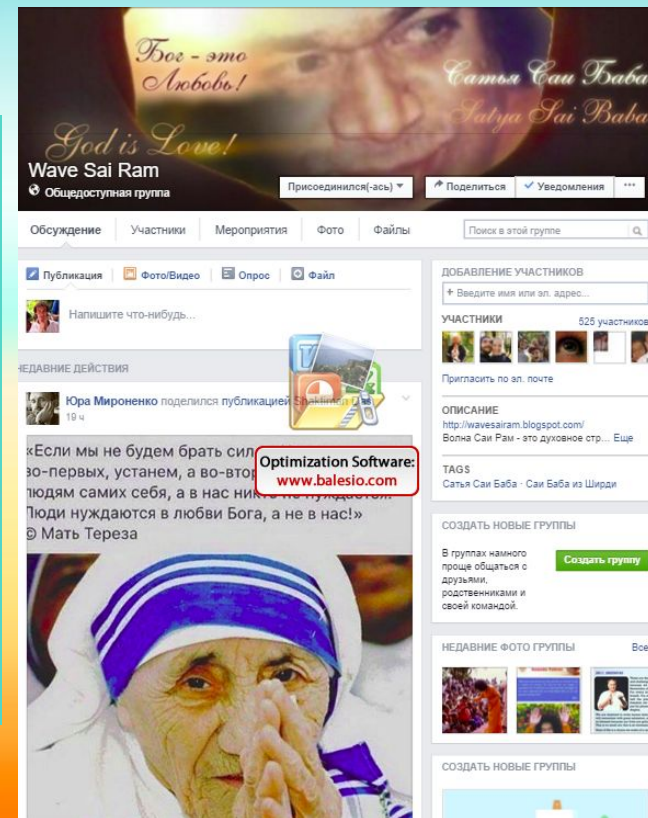 Бог - это
Любовь!
God is Love!
Сатья Саи Баба
Satya Sai Baba
Wave Sai Ram
Общедоступная группа
Присоединился(-ась)
Поделиться
Уведомления
Обсуждение Участники Мероприятия Фото Файлы
Поиск в этой группе
Публикация Фото/Видео Опрос Файл
Напишите что-нибудь...
НЕДАВНИЕ ДЕЙСТВИЯ
Юра Мироненко поделился публикацией Shaktiman Das.
19 ч
«Если мы не будем брать сил
во-первых, устанем, а во-втор
людям самих себя, а в нас никто не нуждается.
Люди нуждаются в любви Бога, а не в нас!»
© Мать Тереза
Optimization Software:
www.balesio.com
ДОБАВЛЕНИЕ УЧАСТНИКОВ
+ Введите имя или эл. адрес...
УЧАСТНИКИ 525 участников
Пригласить по эл. почте
ОПИСАНИЕ
http://wavesairam.blogspot.com/
Волна Саи Рам - это духовное стр... Еще
TAGS
Сатья Саи Баба · Саи Баба из Ширди
СОЗДАТЬ НОВЫЕ ГРУППЫ
В группах намного
проще общаться с
друзьями,
родственниками и
своей командой.
Создать группу
НЕДАВНИЕ ФОТО ГРУППЫ Все
СОЗДАТЬ НОВЫЕ ГРУППЫ